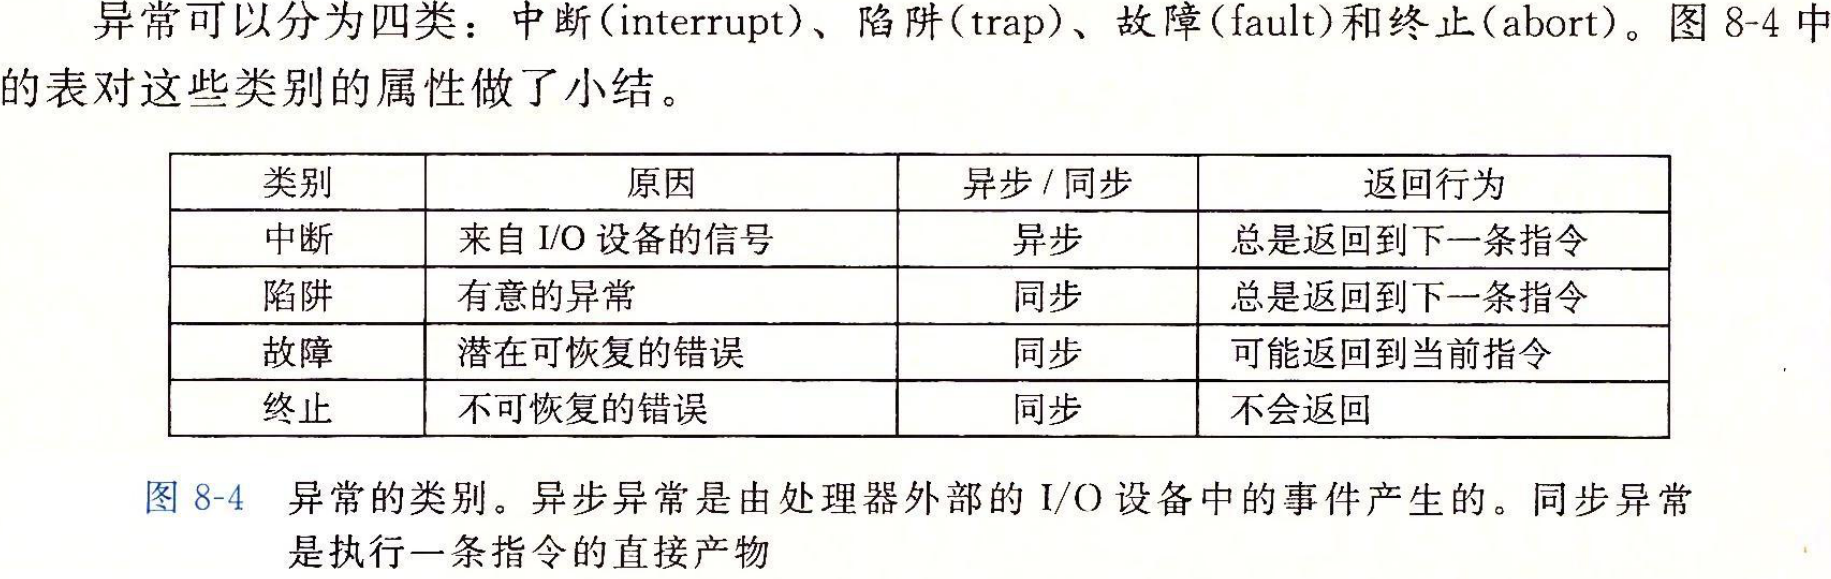 异常可以分为四类：中断(interrupt)、陷阱(trap)、故障(fault)和终止(abort)。图 8-4 中
的表对这些类别的属性做了小结。
类别 原因 异步 / 同步 返回行为
中断 来自 I/O 设备的信号 异步 总是返回到下一条指令
陷阱 有意的异常 同步 总是返回到下一条指令
故障 潜在可恢复的错误 同步 可能返回到当前指令
终止 不可恢复的错误 同步 不会返回
图 8-4 异常的类别。异步异常是由处理器外部的 I/O 设备中的事件产生的。同步异常
是执行一条指令的直接产物